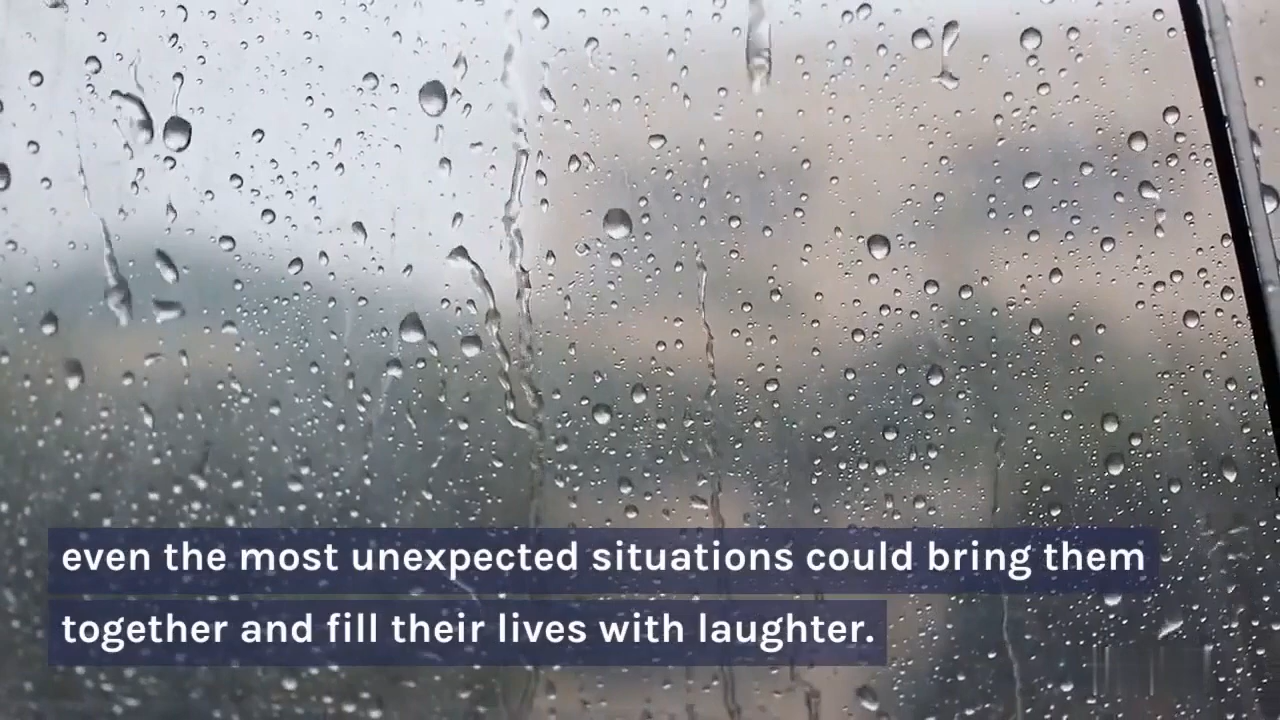 even the most unexpected situations could bring them
together and fill their lives with laughter.